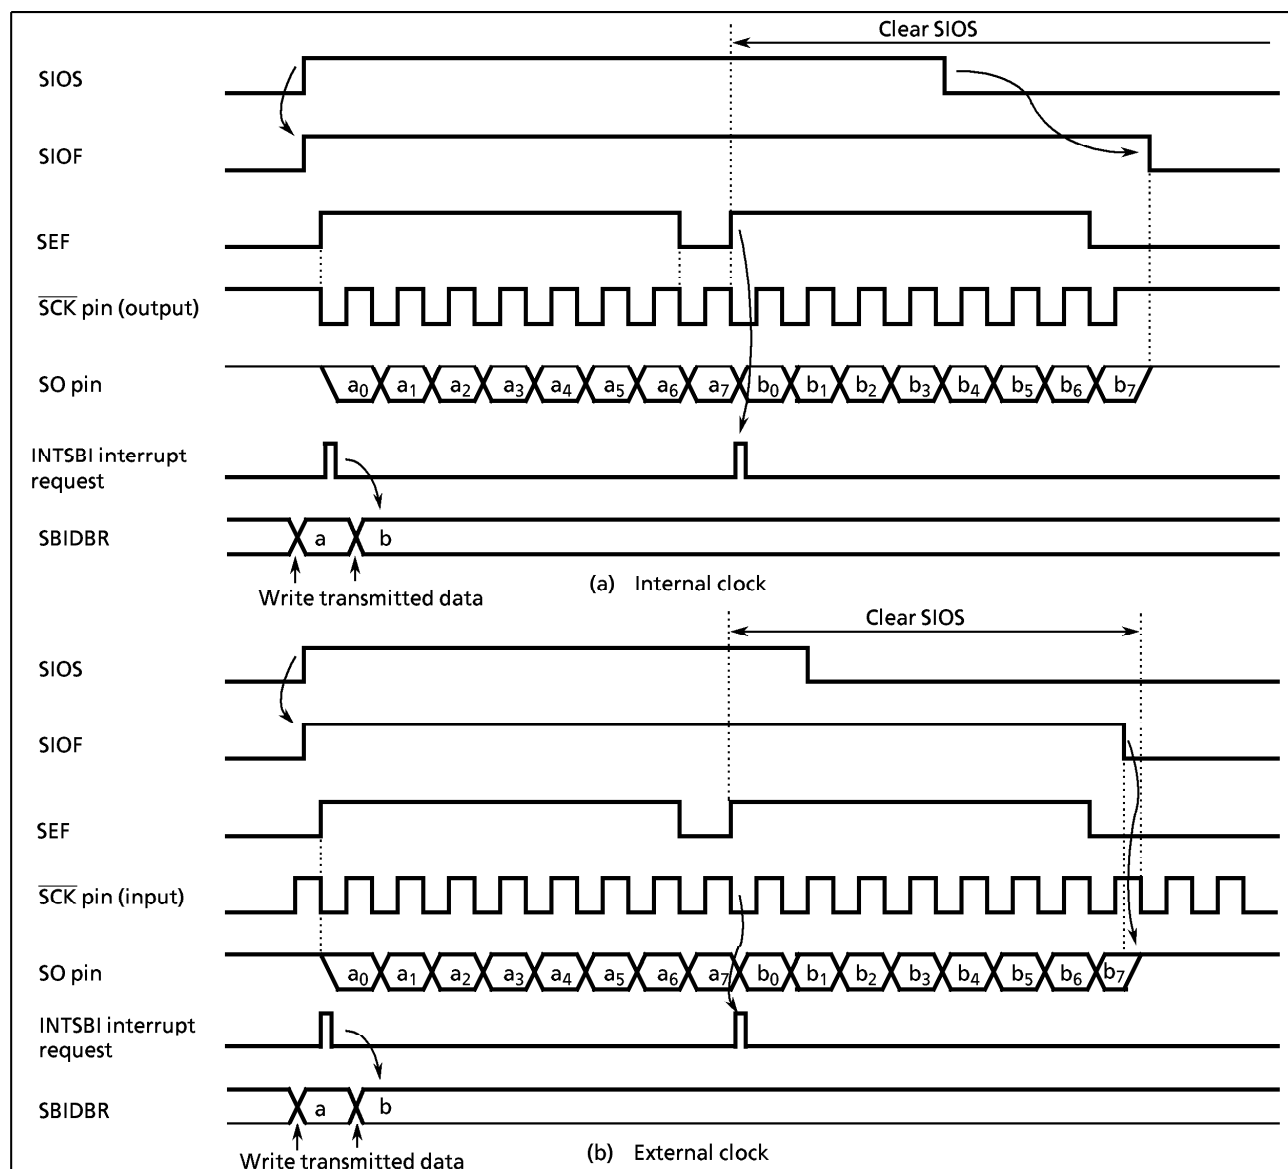 Clear SIOS
SIOS
SIOF
SEF
S̅C̅K̅ pin (output)
SO pin
a₀ a₁ a₂ a₃ a₄ a₅ a₆ a₇ b₀ b₁ b₂ b₃ b₄ b₅ b₆ b₇
INTSBI interrupt
request
SBIDBR
a b
Write transmitted data
(a) Internal clock
Clear SIOS
SIOS
SIOF
SEF
S̅C̅K̅ pin (input)
SO pin
a₀ a₁ a₂ a₃ a₄ a₅ a₆ a₇ b₀ b₁ b₂ b₃ b₄ b₅ b₆ b₇
INTSBI interrupt
request
SBIDBR
a b
Write transmitted data
(b) External clock